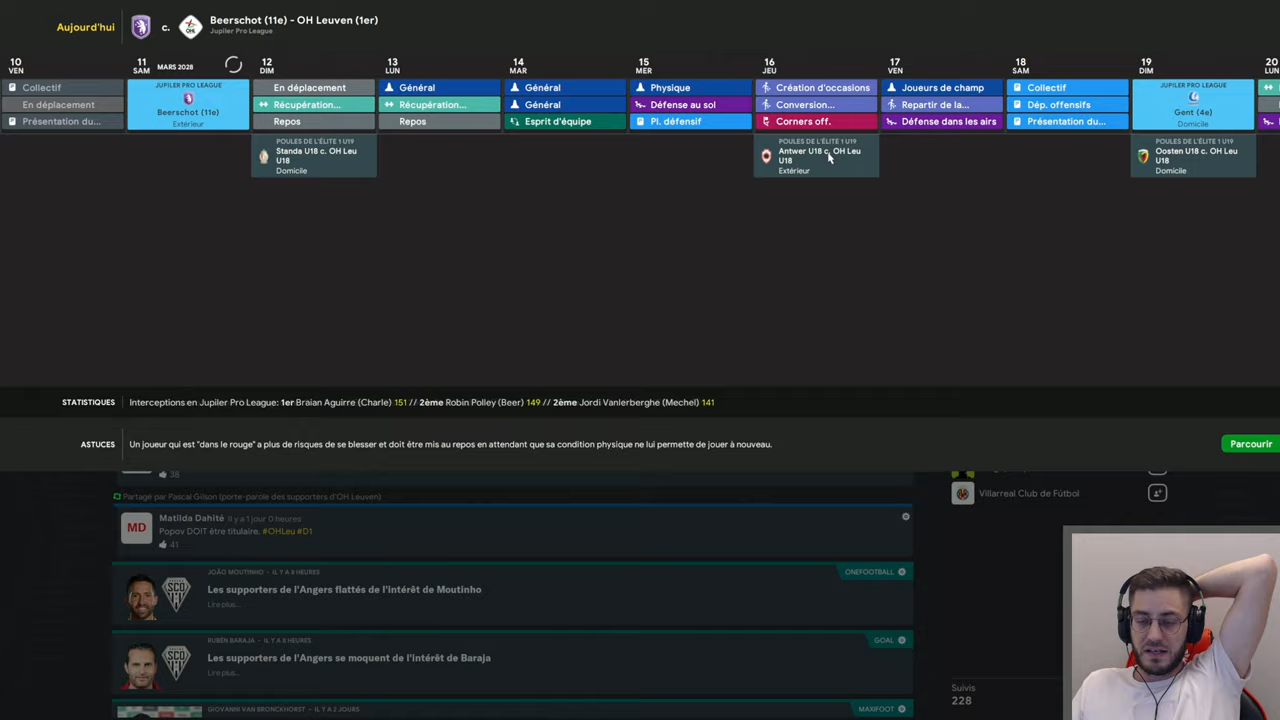 Aujourd'hui
c.
Beerschot (11e) - OH Leuven (1er)
Jupiler Pro League
10
VEN
11
SAM
MARS 2028
12
DIM
13
LUN
14
MAR
15
MER
16
JEU
17
VEN
18
SAM
19
DIM
20
LUN
Collectif
En déplacement
Présentation du...
JUPILER PRO LEAGUE
Beerschot (11e)
Extérieur
En déplacement
Récupération...
Repos
Général
Récupération...
Repos
Général
Général
Esprit d'équipe
Physique
Défense au sol
Pl. défensif
Création d'occasions
Conversion...
Corners off.
Joueurs de champ
Repartir de la...
Défense dans les airs
Collectif
Dép. offensifs
Présentation du...
JUPILER PRO LEAGUE
Gent (4e)
Domicile
POULES DE L'ÉLITE 1 U19
Standa U18 c. OH Leu
U18
Domicile
POULES DE L'ÉLITE 1 U19
Antwer U18 c. OH Leu
U18
Extérieur
POULES DE L'ÉLITE 1 U19
Oosten U18 c. OH Leu
U18
Domicile
STATISTIQUES
Interceptions en Jupiler Pro League: 1er Braian Aguirre (Charle) 151 // 2ème Robin Polley (Beer) 149 // 2ème Jordi Vanlerberghe (Mechel) 141
ASTUCES
Un joueur qui est "dans le rouge" a plus de risques de se blesser et doit être mis au repos en attendant que sa condition physique ne lui permette de jouer à nouveau.
Parcourir
38
Villarreal Club de Fútbol
Partagé par Pascal Gilson (porte-parole des supporters d'OH Leuven)
MD
Matilda Dahité il y a 1 jour 0 heures
Popov DOIT être titulaire. #OHLeu #D1
41
JOÃO MOUTINHO - IL Y A 8 HEURES
ONEFOOTBALL
Les supporters de l'Angers flattés de l'intérêt de Moutinho
Lire plus...
RUBÉN BARAJA - IL Y A 8 HEURES
GOAL
Les supporters de l'Angers se moquent de l'intérêt de Baraja
Lire plus...
GIOVANNI VAN BRONCKHORST - IL Y A 2 JOURS
MAXIFOOT
Suivis
228